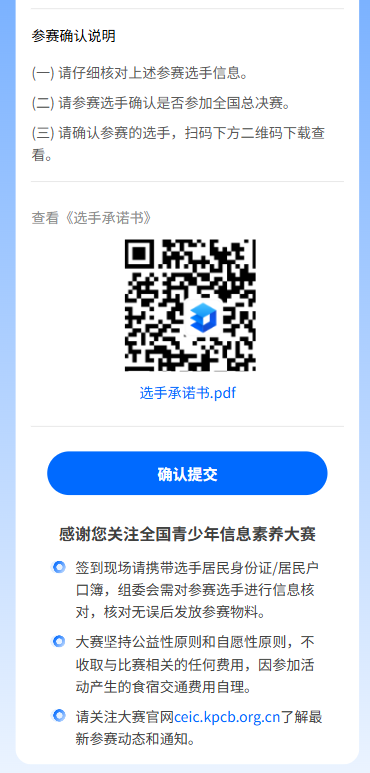 参赛确认说明
(一) 请仔细核对上述参赛选手信息。
(二) 请参赛选手确认是否参加全国总决赛。
(三) 请确认参赛的选手，扫码下方二维码下载查
看。
查看《选手承诺书》
选手承诺书.pdf
确认提交
感谢您关注全国青少年信息素养大赛
签到现场请携带选手居民身份证/居民户
口簿，组委会需对参赛选手进行信息核
对，核对无误后发放参赛物料。
大赛坚持公益性原则和自愿性原则，不
收取与比赛相关的任何费用，因参加活
动产生的食宿交通费用自理。
请关注大赛官网ceic.kpcb.org.cn了解最
新参赛动态和通知。